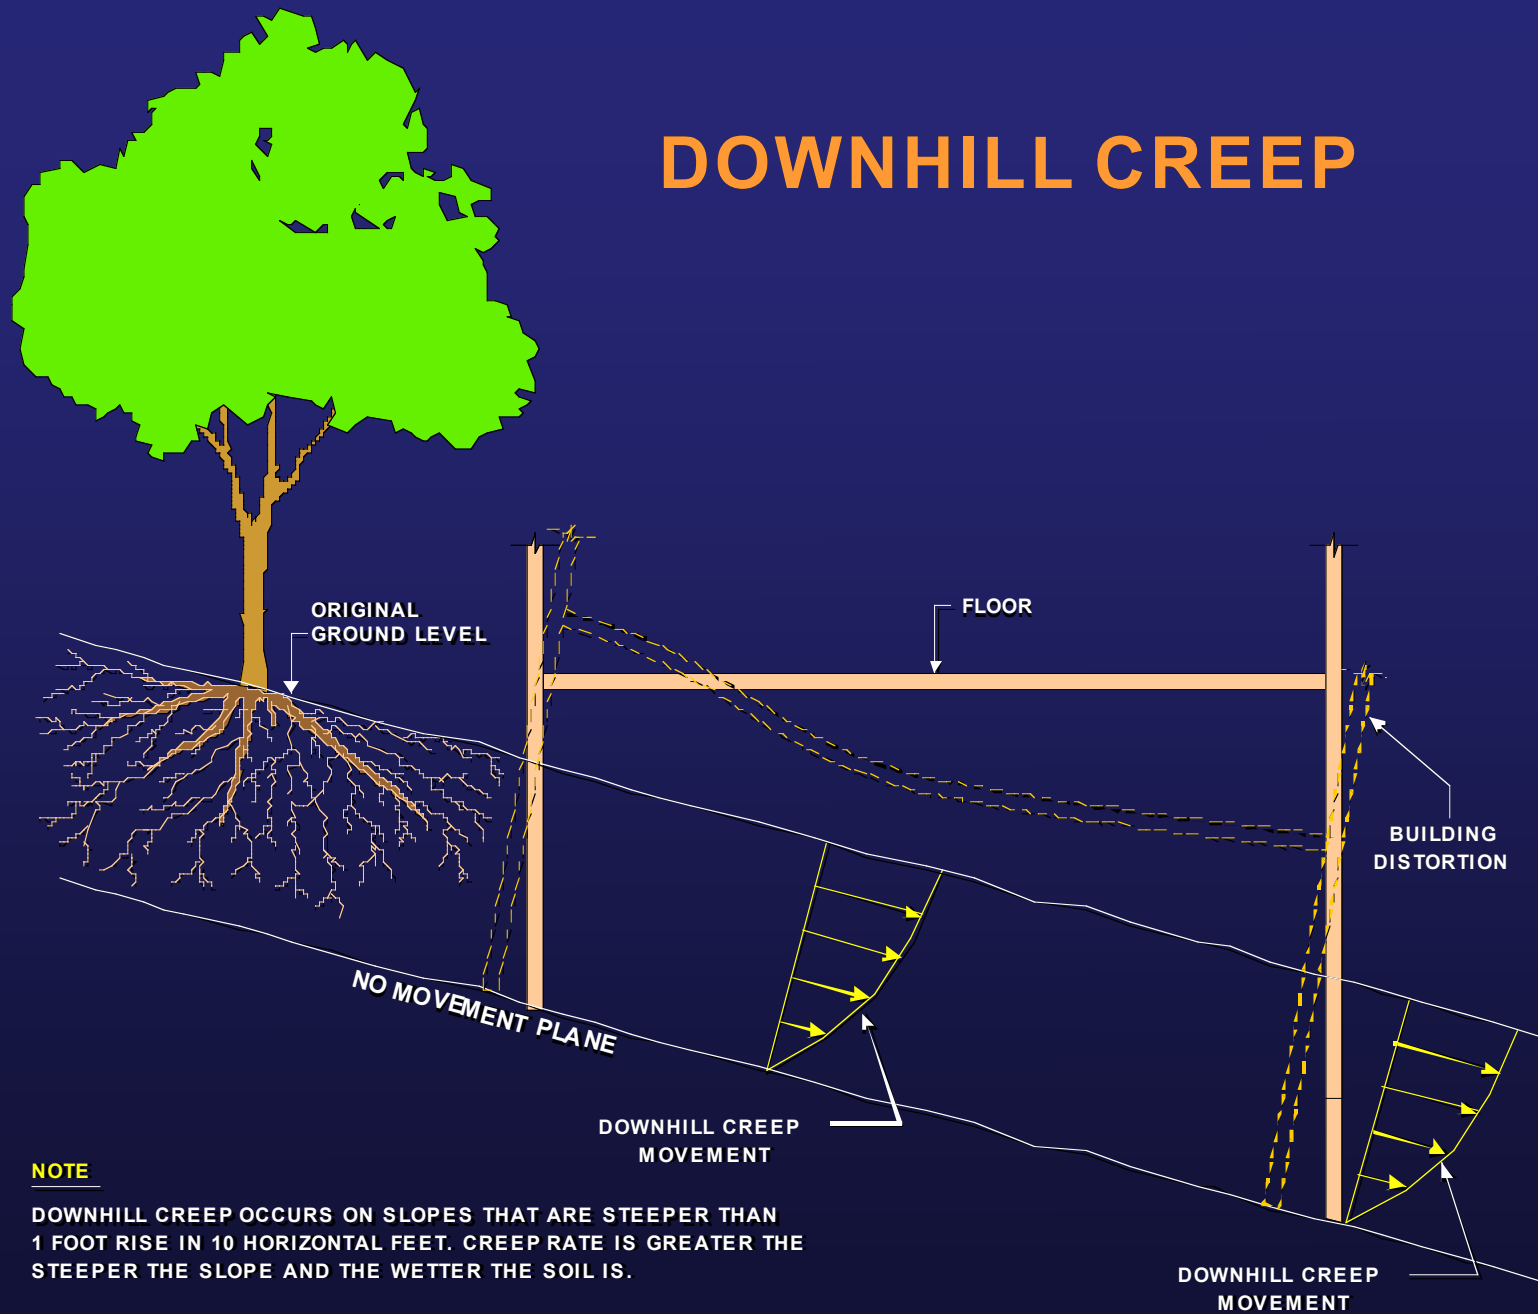 DOWNHILL CREEP
ORIGINAL
GROUND LEVEL
FLOOR
BUILDING
DISTORTION
NO MOVEMENT PLANE
DOWNHILL CREEP
MOVEMENT
NOTE
DOWNHILL CREEP OCCURS ON SLOPES THAT ARE STEEPER THAN
1 FOOT RISE IN 10 HORIZONTAL FEET. CREEP RATE IS GREATER THE
STEEPER THE SLOPE AND THE WETTER THE SOIL IS.
DOWNHILL CREEP
MOVEMENT